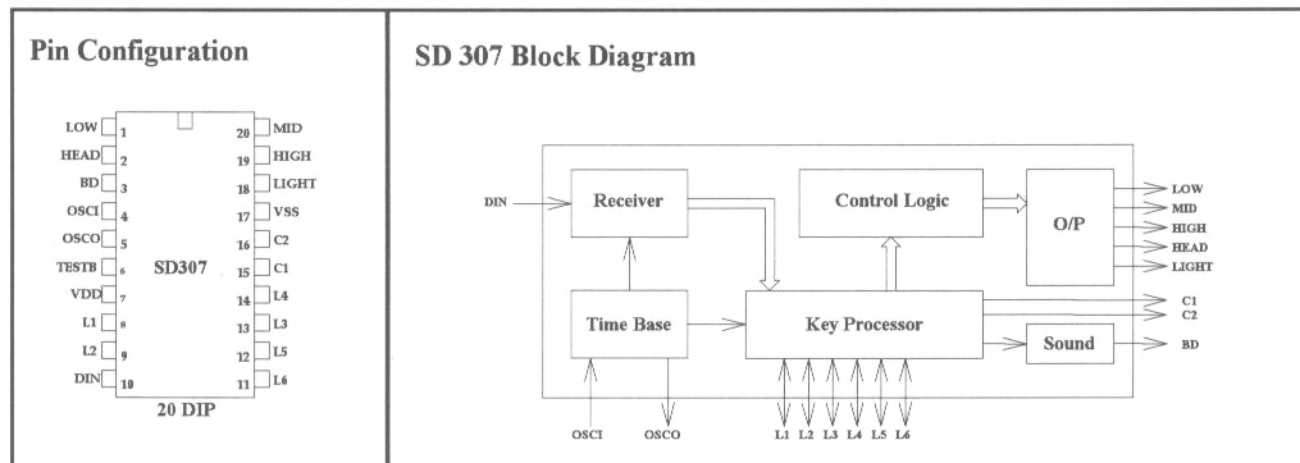 Pin Configuration
LOW 1 20 MID
HEAD 2 19 HIGH
BD 3 18 LIGHT
OSCI 4 17 VSS
OSCO 5 16 C2
TESTB 6 SD307 15 C1
VDD 7 14 L4
L1 8 13 L3
L2 9 12 L5
DIN 10 11 L6
20 DIP
SD 307 Block Diagram
DIN
Receiver
Control Logic
O/P
LOW
MID
HIGH
HEAD
LIGHT
Time Base
Key Processor
C1
C2
Sound
BD
OSCI OSCO L1 L2 L3 L4 L5 L6